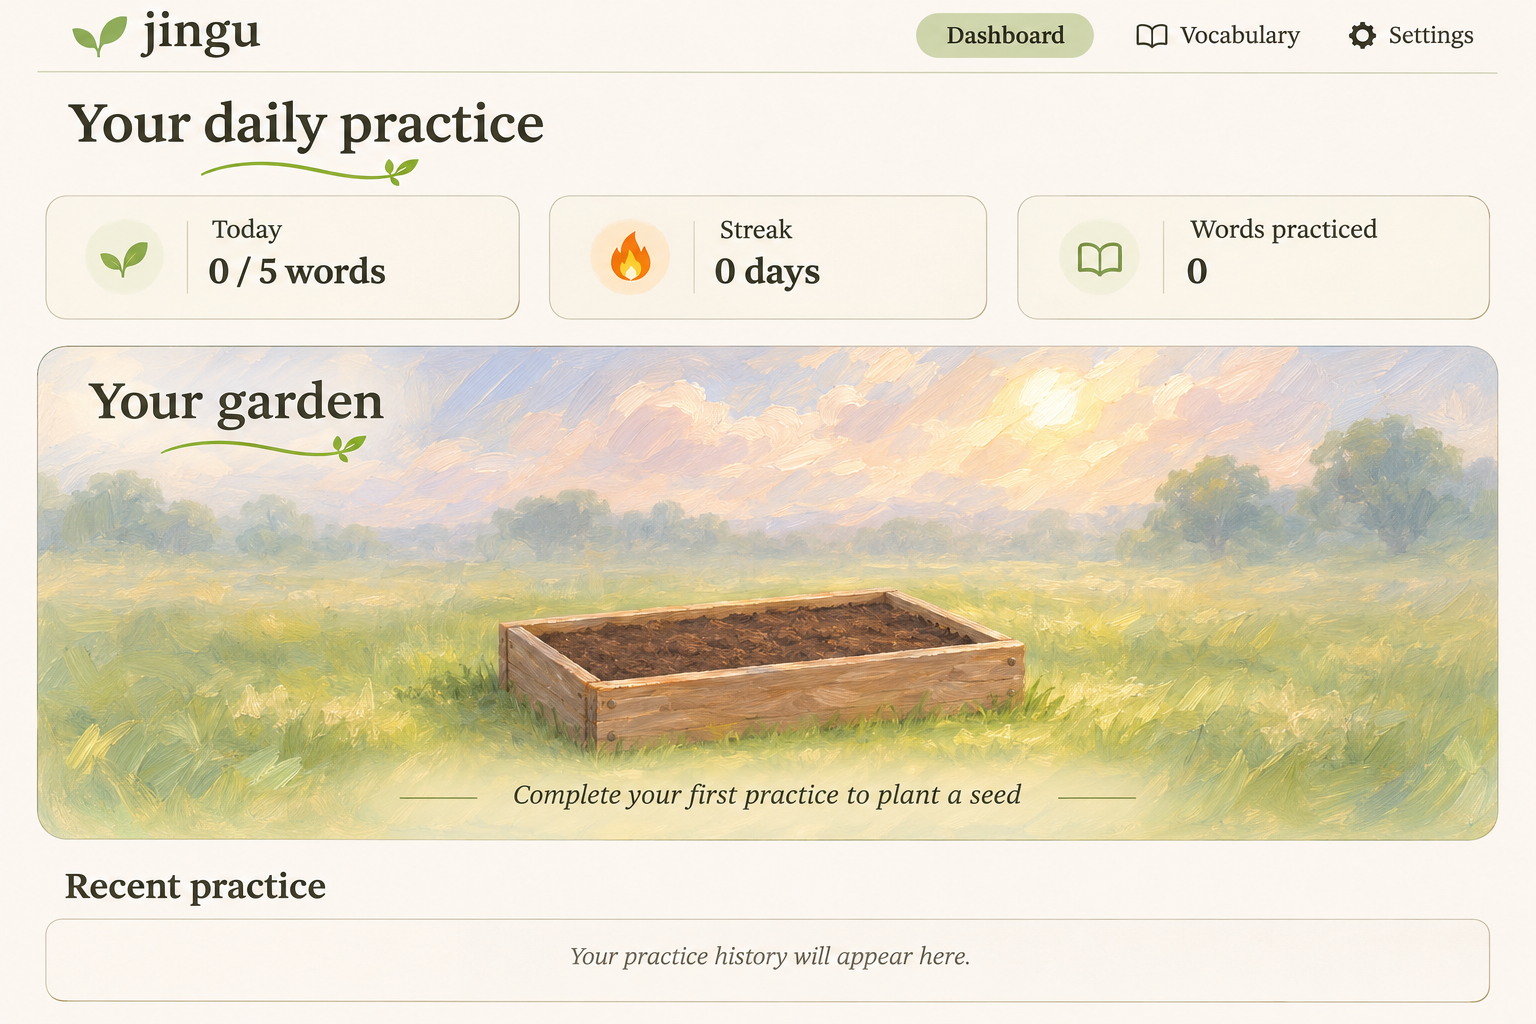 jingu
Dashboard
Vocabulary
Settings
Your daily practice
Today
0 / 5 words
Streak
0 days
Words practiced
0
Your garden
Complete your first practice to plant a seed
Recent practice
Your practice history will appear here.